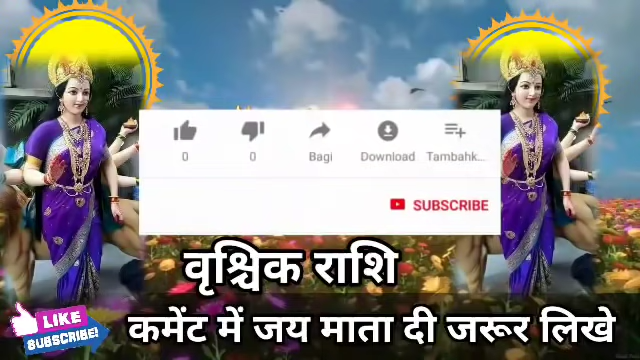 0 0 Bagi Download Tambahk...
SUBSCRIBE
वृश्चिक राशि
LIKE
SUBSCRIBE!
कमेंट में जय माता दी जरूर लिखे